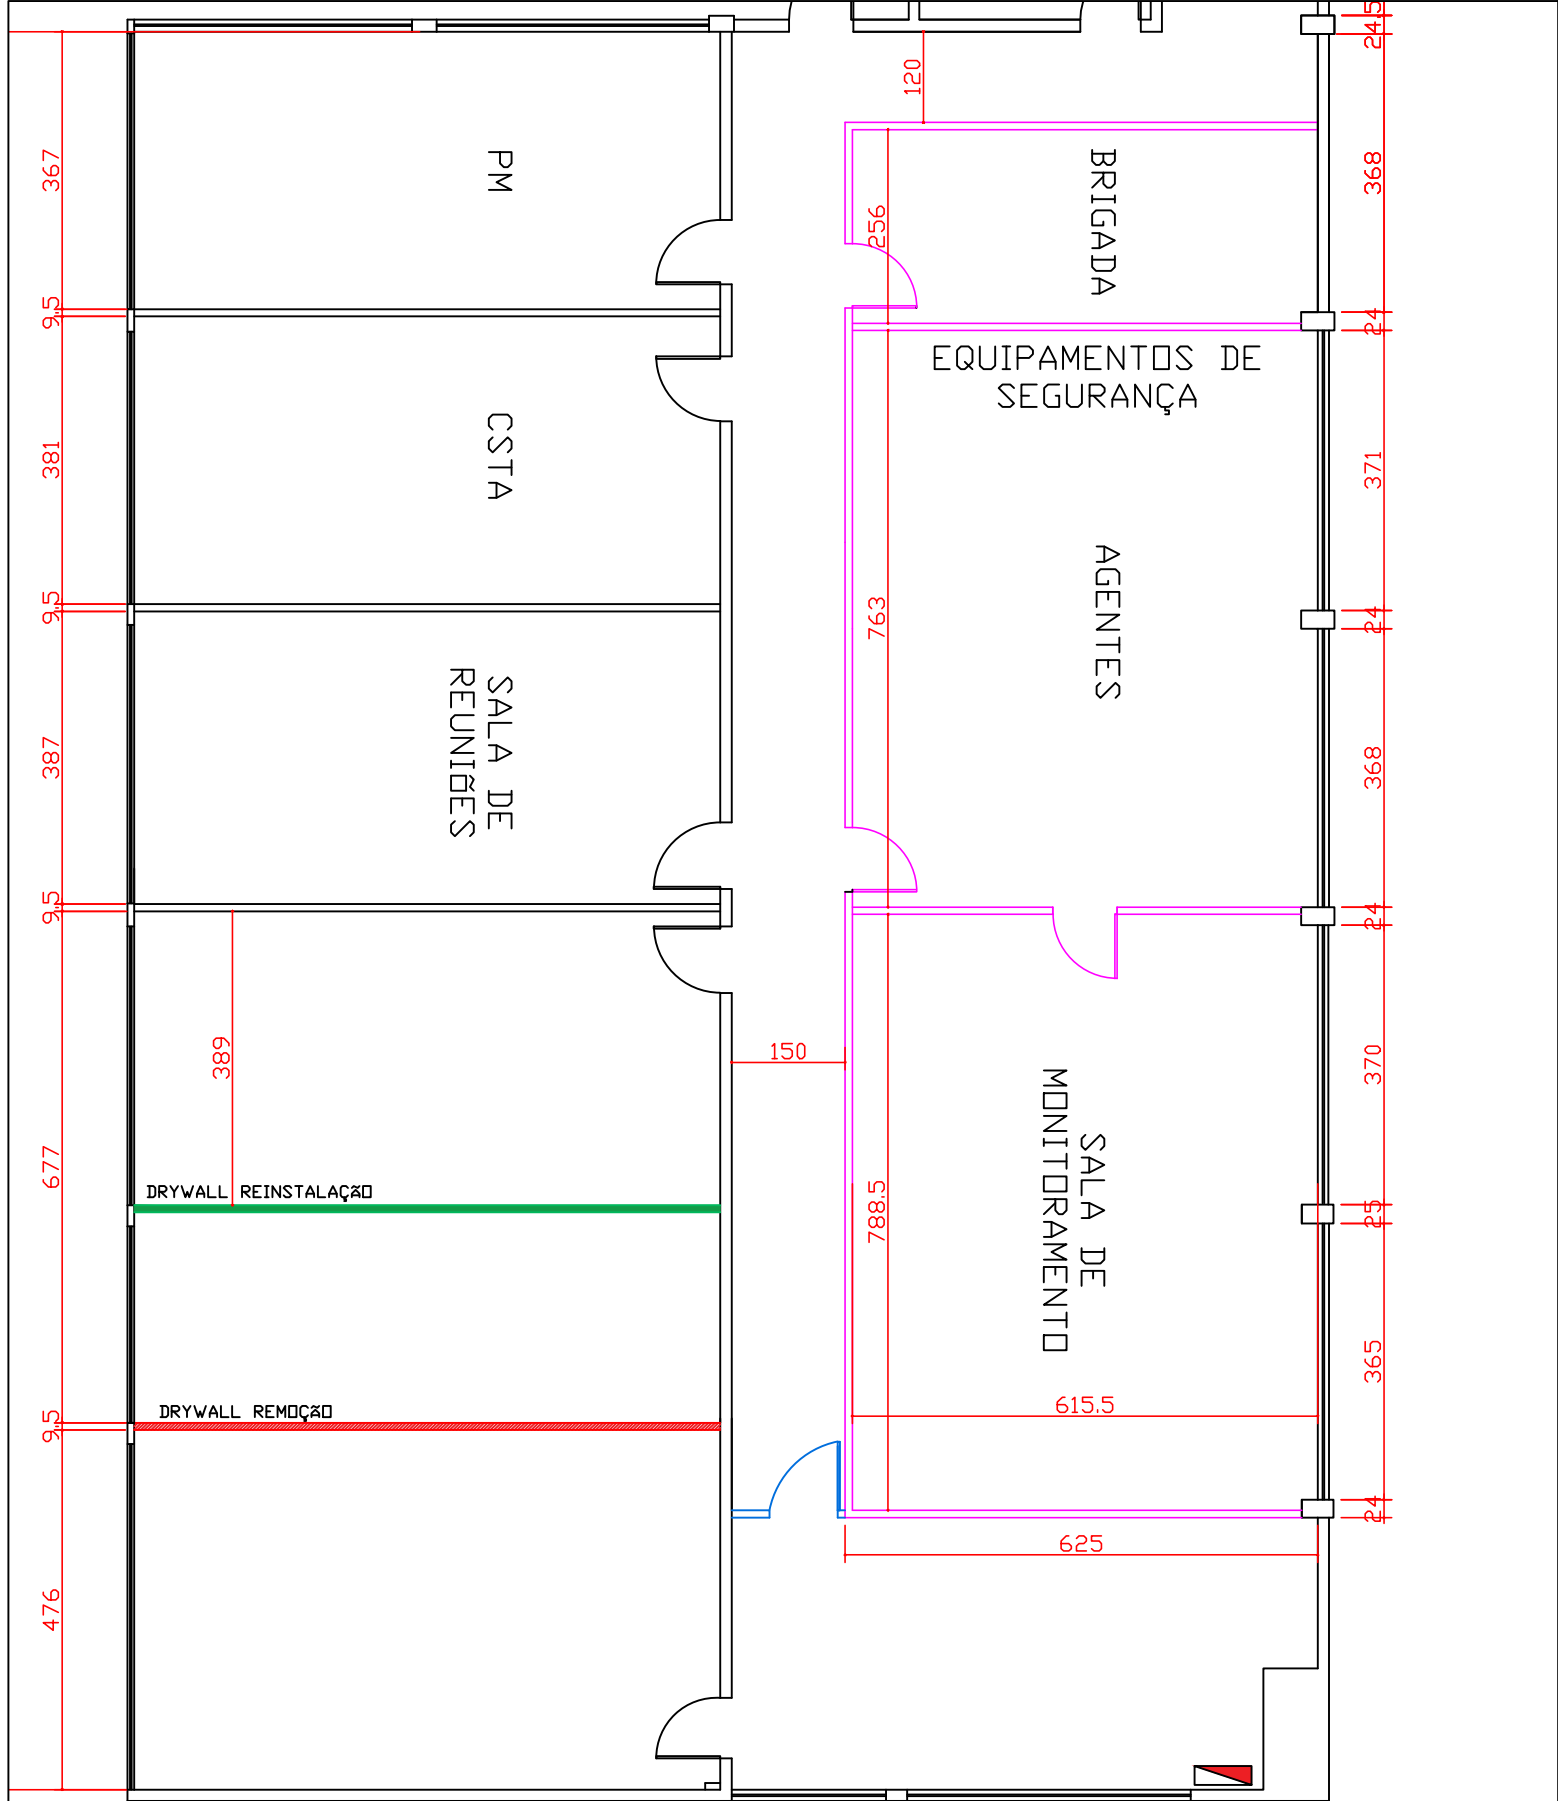 24.5
120
367
PM
BRIGADA
368
256
9.5
24
EQUIPAMENTOS DE
SEGURANÇA
381
CSTA
371
AGENTES
9.5
763
24
387
SALA DE
REUNIÕES
368
9.5
24
389
150
370
677
SALA DE
MONITORAMENTO
788.5
DRYWALL REINSTALAÇÃO
25
365
615.5
DRYWALL REMOÇÃO
9.5
24
625
476